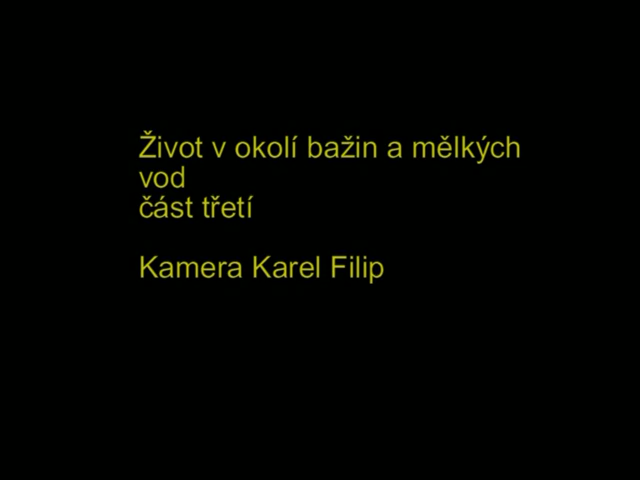 Život v okolí bažin a mělkých
vod
část třetí
Kamera Karel Filip